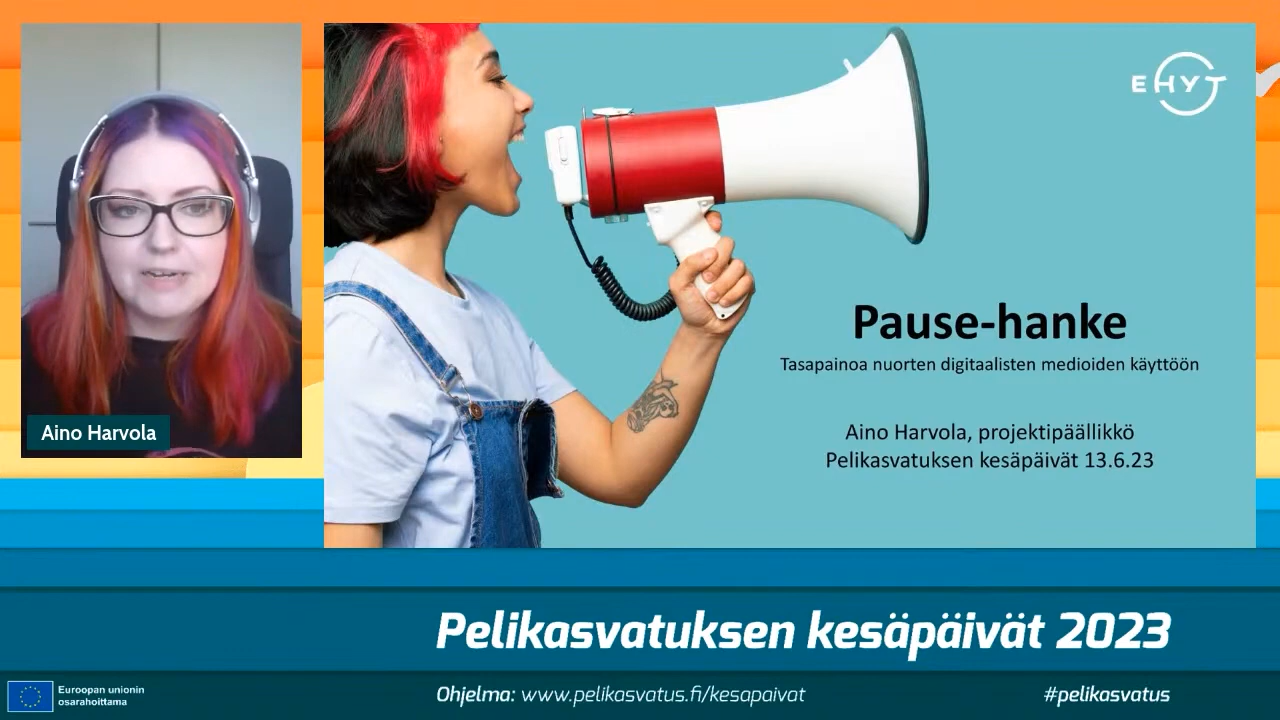 EHYT
Pause-hanke
Tasapainoa nuorten digitaalisten medioiden käyttöön
Aino Harvola, projektipäällikkö
Pelikasvatuksen kesäpäivät 13.6.23
Aino Harvola
Pelikasvatuksen kesäpäivät 2023
Euroopan unionin
osarahoittama
Ohjelma: www.pelikasvatus.fi/kesapaivat
#pelikasvatus